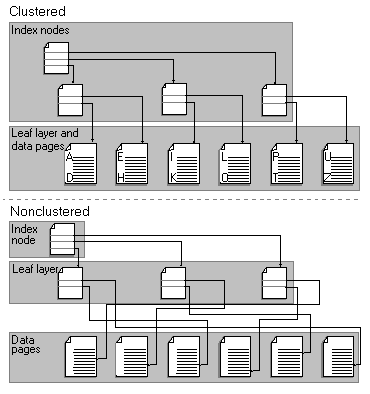 Clustered
Index nodes
Leaf layer and
data pages
A
D
E
H
I
K
L
O
P
T
U
Z
Nonclustered
Index
node
Leaf layer
Data
pages